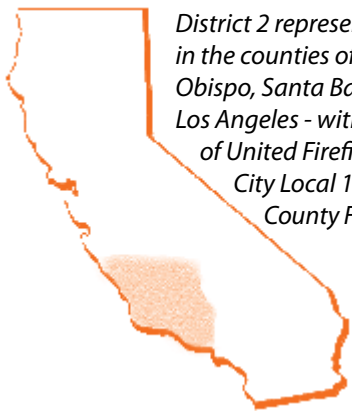 District 2 represe
in the counties of
Obispo, Santa Ba
Los Angeles - wit
of United Firefi
City Local 1
County F